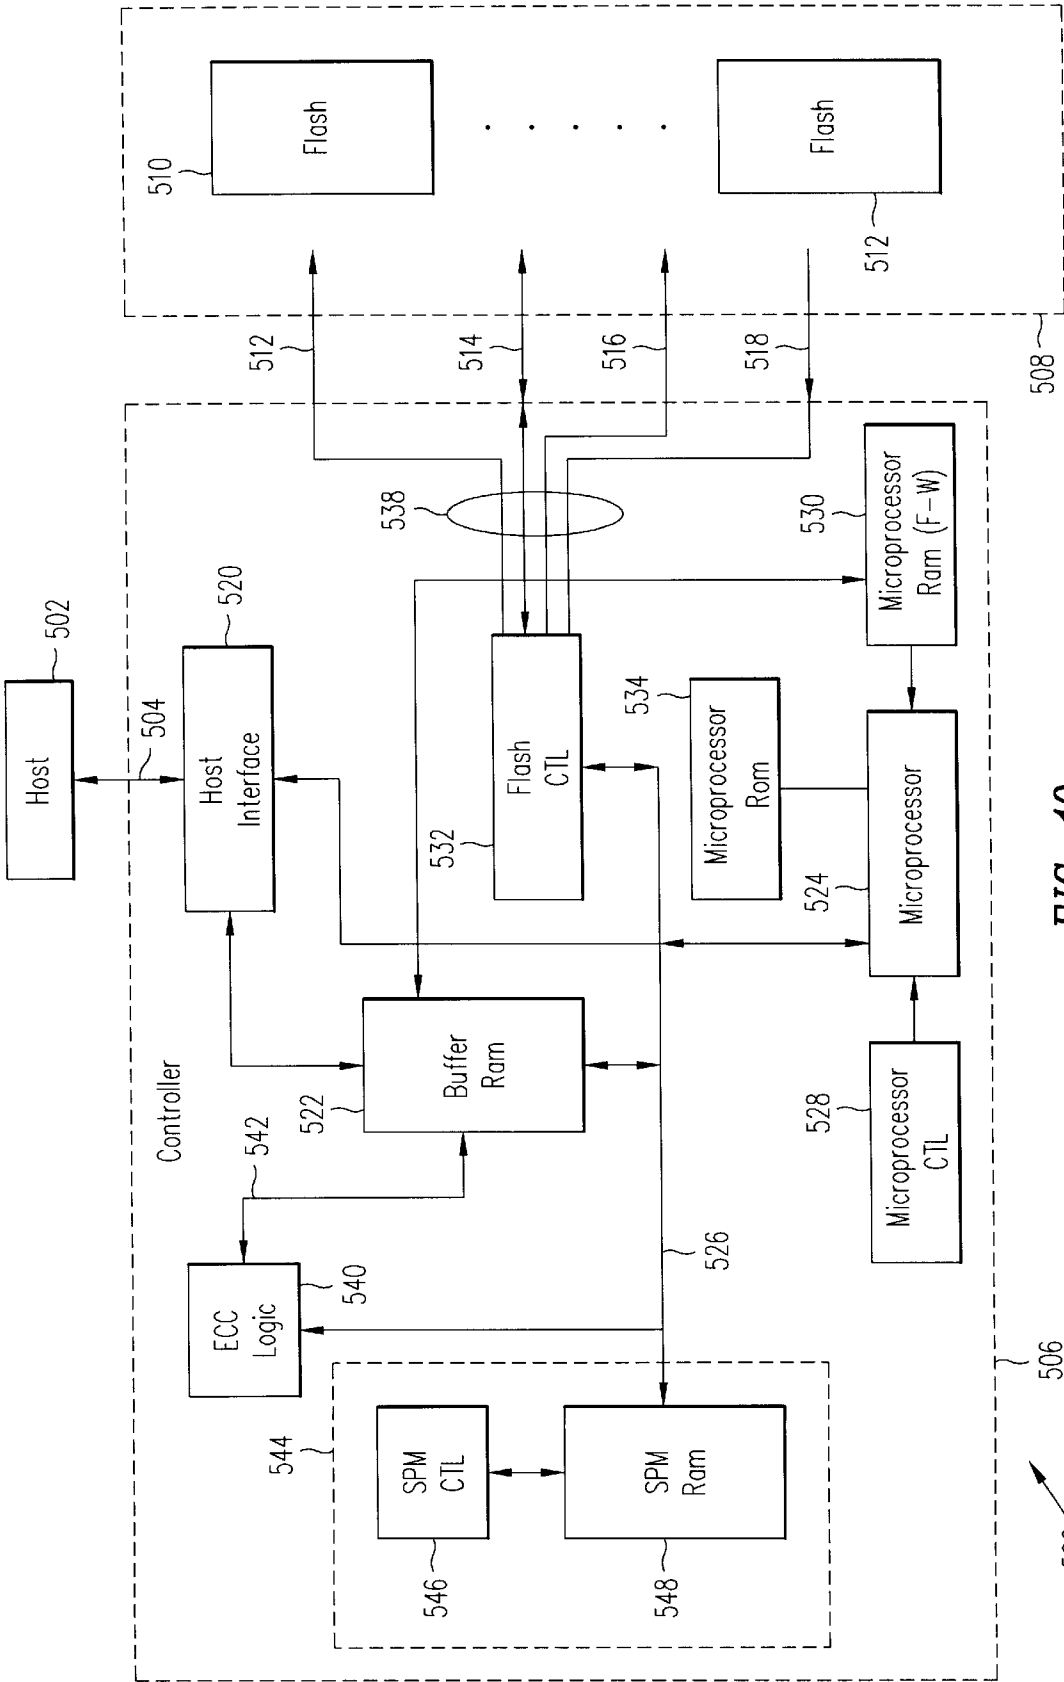 502
Host
504
Controller
ECC
Logic
540
542
Host
Interface
520
544
SPM
CTL
546
SPM
Ram
548
522
Buffer
Ram
526
532
Flash
CTL
538
512
514
516
518
510
Flash
Flash
512
508
Microprocessor
Rom
534
528
Microprocessor
CTL
524
Microprocessor
Microprocessor
Ram (F-W)
530
506